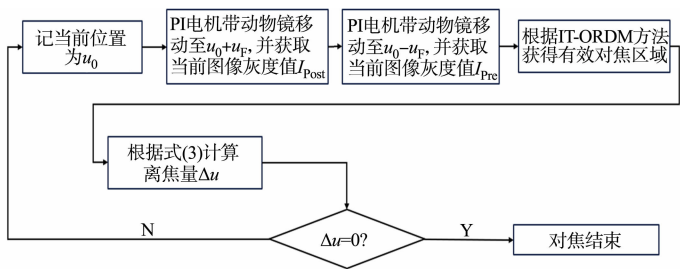 记当前位置
为u₀
PI电机带动物镜移
动至u₀+u_F,并获取
当前图像灰度值I_Post
PI电机带动物镜移
动至u₀−u_F,并获取
当前图像灰度值I_Pre
根据IT-ORDM方法
获得有效对焦区域
根据式(3)计算
离焦量Δu
Δu=0?
N
Y
对焦结束